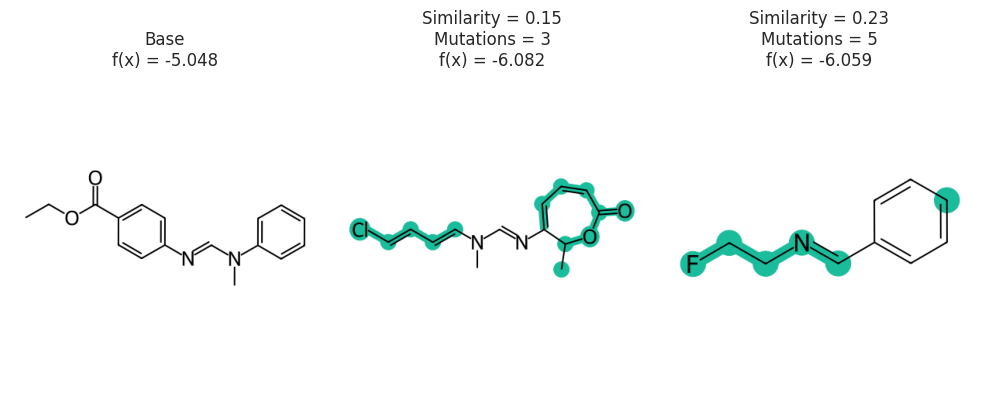 Base
f(x) = -5.048
Similarity = 0.15
Mutations = 3
f(x) = -6.082
Similarity = 0.23
Mutations = 5
f(x) = -6.059
O
O
N
N
Cl
N
N
O
O
F
N